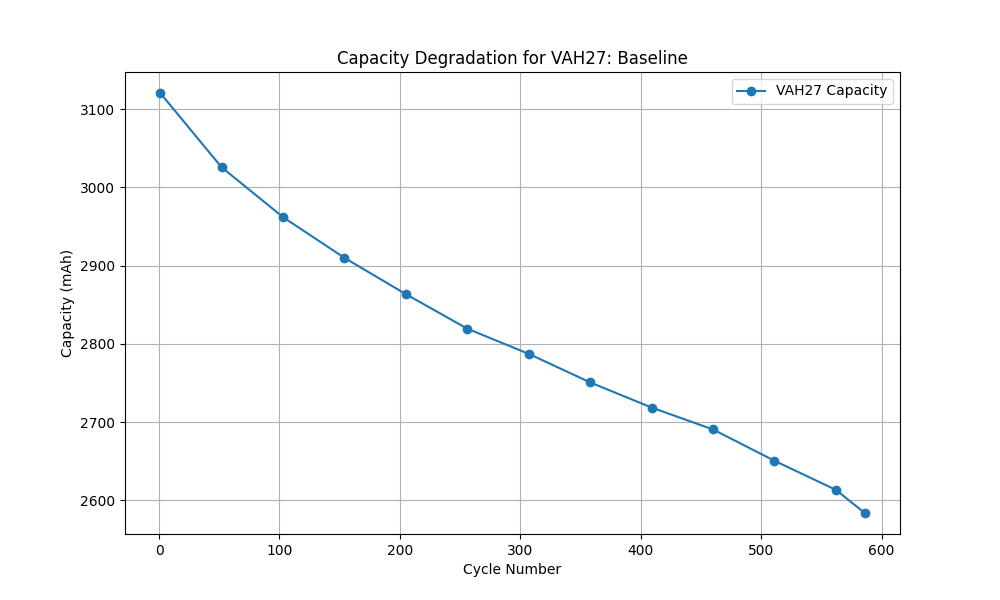 Capacity Degradation for VAH27: Baseline
VAH27 Capacity
Capacity (mAh)
3100
3000
2900
2800
2700
2600
0 100 200 300 400 500 600
Cycle Number